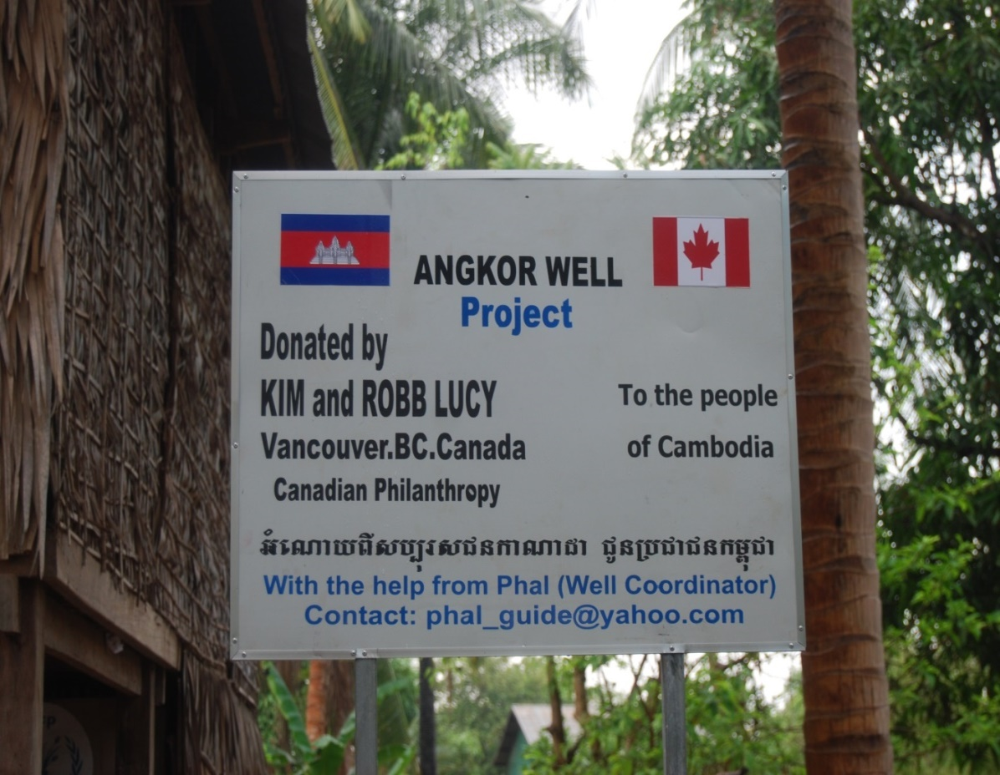 ANGKOR WELL
Project
Donated by
KIM and ROBB LUCY
Vancouver.BC.Canada
Canadian Philanthropy
To the people
of Cambodia
អំណោយពីសប្បុរសជនកាណាដា ជូនប្រជាជនកម្ពុជា
With the help from Phal (Well Coordinator)
Contact: phal_guide@yahoo.com